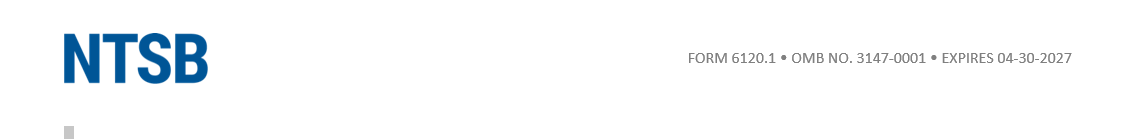 NTSB
FORM 6120.1 • OMB NO. 3147-0001 • EXPIRES 04-30-2027